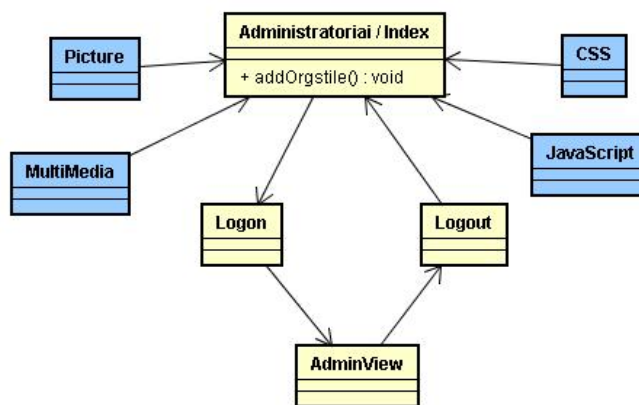 Administratoriai / Index
+ addOrgstile() : void
Picture
CSS
MultiMedia
JavaScript
Logon
Logout
AdminView